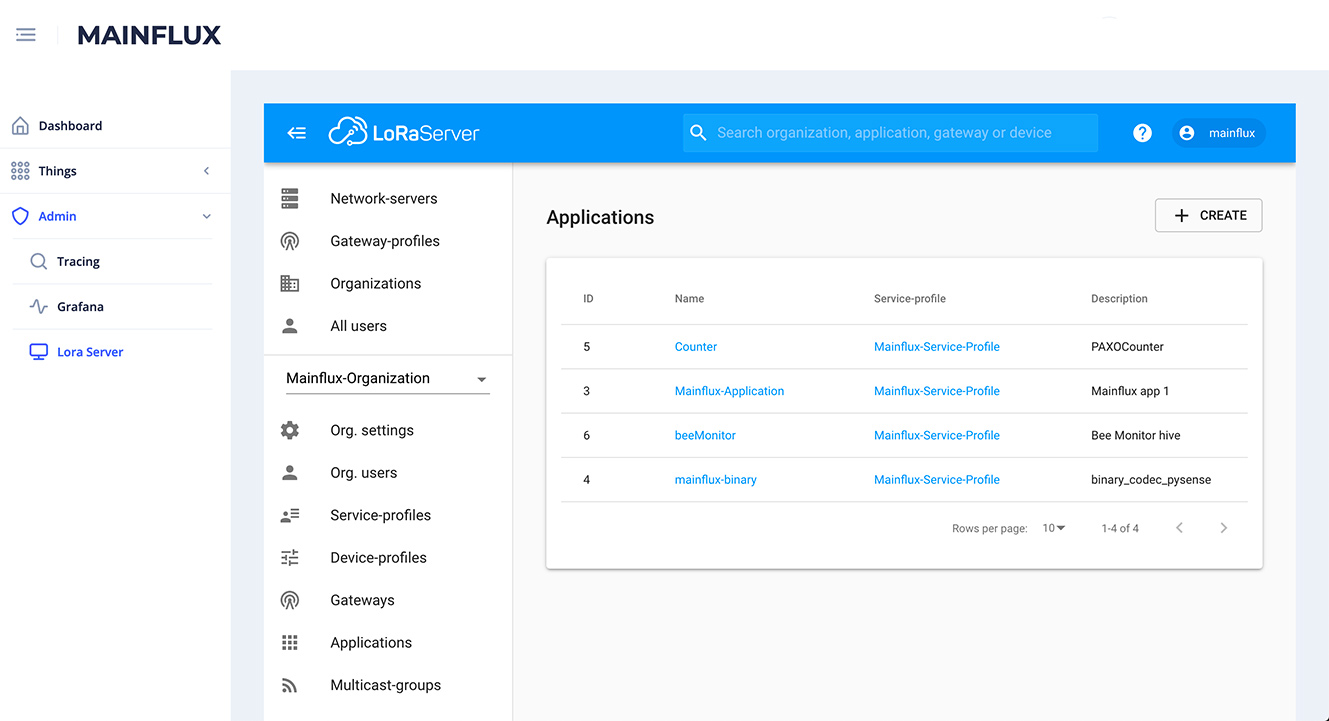 MAINFLUX
Dashboard
Things
Admin
Tracing
Grafana
Lora Server
LoRaServer
Search organization, application, gateway or device
?
mainflux
Network-servers
Gateway-profiles
Organizations
All users
Mainflux-Organization
Org. settings
Org. users
Service-profiles
Device-profiles
Gateways
Applications
Multicast-groups
Applications
+ CREATE
ID Name Service-profile Description
5 Counter Mainflux-Service-Profile PAXOCounter
3 Mainflux-Application Mainflux-Service-Profile Mainflux app 1
6 beeMonitor Mainflux-Service-Profile Bee Monitor hive
4 mainflux-binary Mainflux-Service-Profile binary_codec_pysense
Rows per page: 10 1-4 of 4